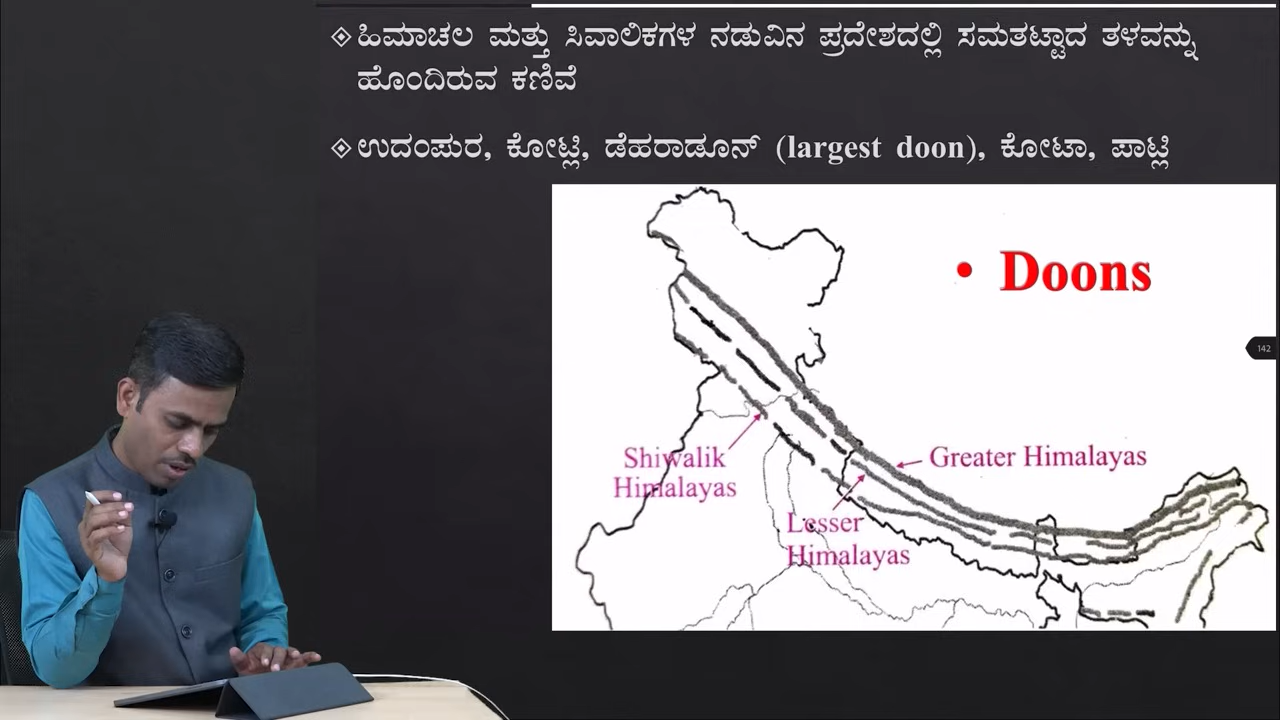 ಹಿಮಾಚಲ ಮತ್ತು ಸಿವಾಲಿಕಗಳ ನಡುವಿನ ಪ್ರದೇಶದಲ್ಲಿ ಸಮತಟ್ಟಾದ ತಳವನ್ನು
ಹೊಂದಿರುವ ಕಣಿವೆ
ಉದಂಪುರ, ಕೋಟ್ಲಿ, ಡೆಹರಾಡೂನ್ (largest doon), ಕೋಟಾ, ಪಾಟ್ಲಿ
• Doons
142
Shiwalik
Himalayas
Greater Himalayas
Lesser
Himalayas